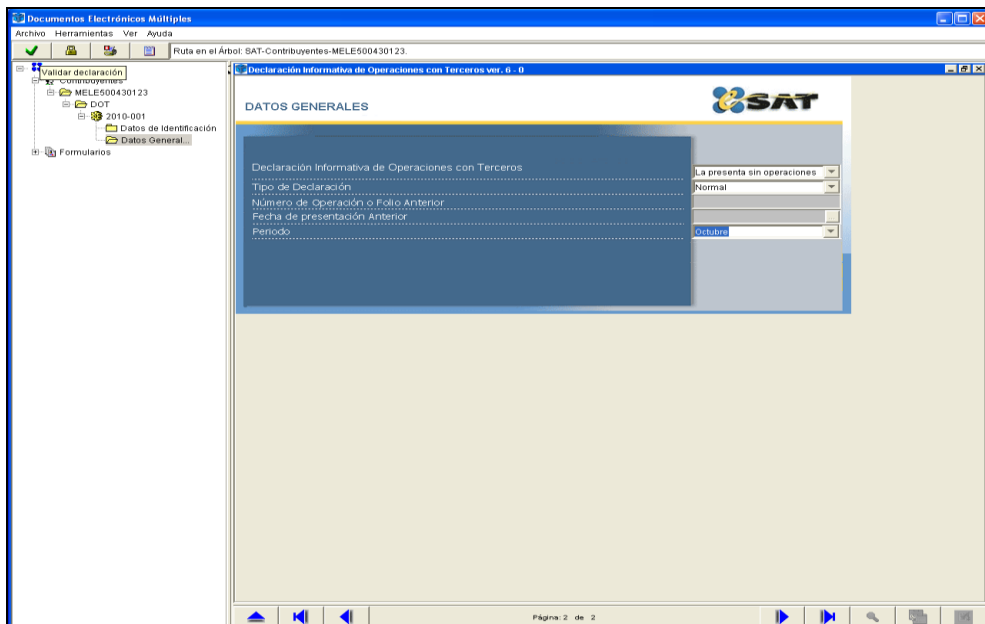 Documentos Electrónicos Múltiples
Archivo Herramientas Ver Ayuda
Ruta en el Árbol: SAT-Contribuyentes-MELE500430123.
Validar declaración
Contribuyentes
MELE500430123
DOT
2010-001
Datos de Identificación
Datos General...
Formularios
Declaración Informativa de Operaciones con Terceros ver. 6 - 0
DATOS GENERALES
SAT
Declaración Informativa de Operaciones con Terceros
La presenta sin operaciones
Tipo de Declaración
Normal
Número de Operación o Folio Anterior
Fecha de presentación Anterior
Periodo
Octubre
Página: 2 de 2